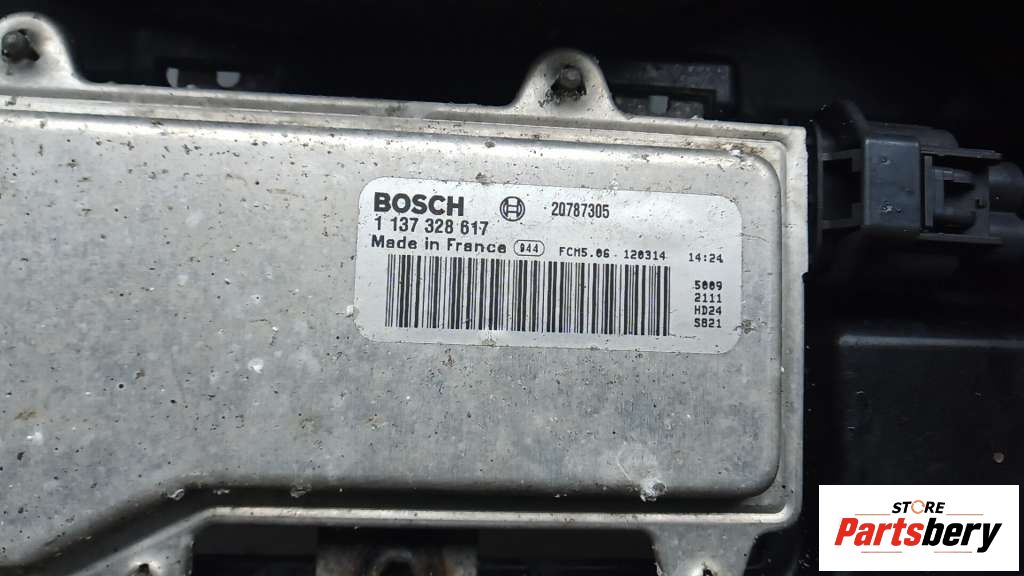 BOSCH 20787305
1 137 328 617
Made in France 944 FCM5.06 - 120314 14:24
5009
2111
HD24
SB21
STORE
Partsbery